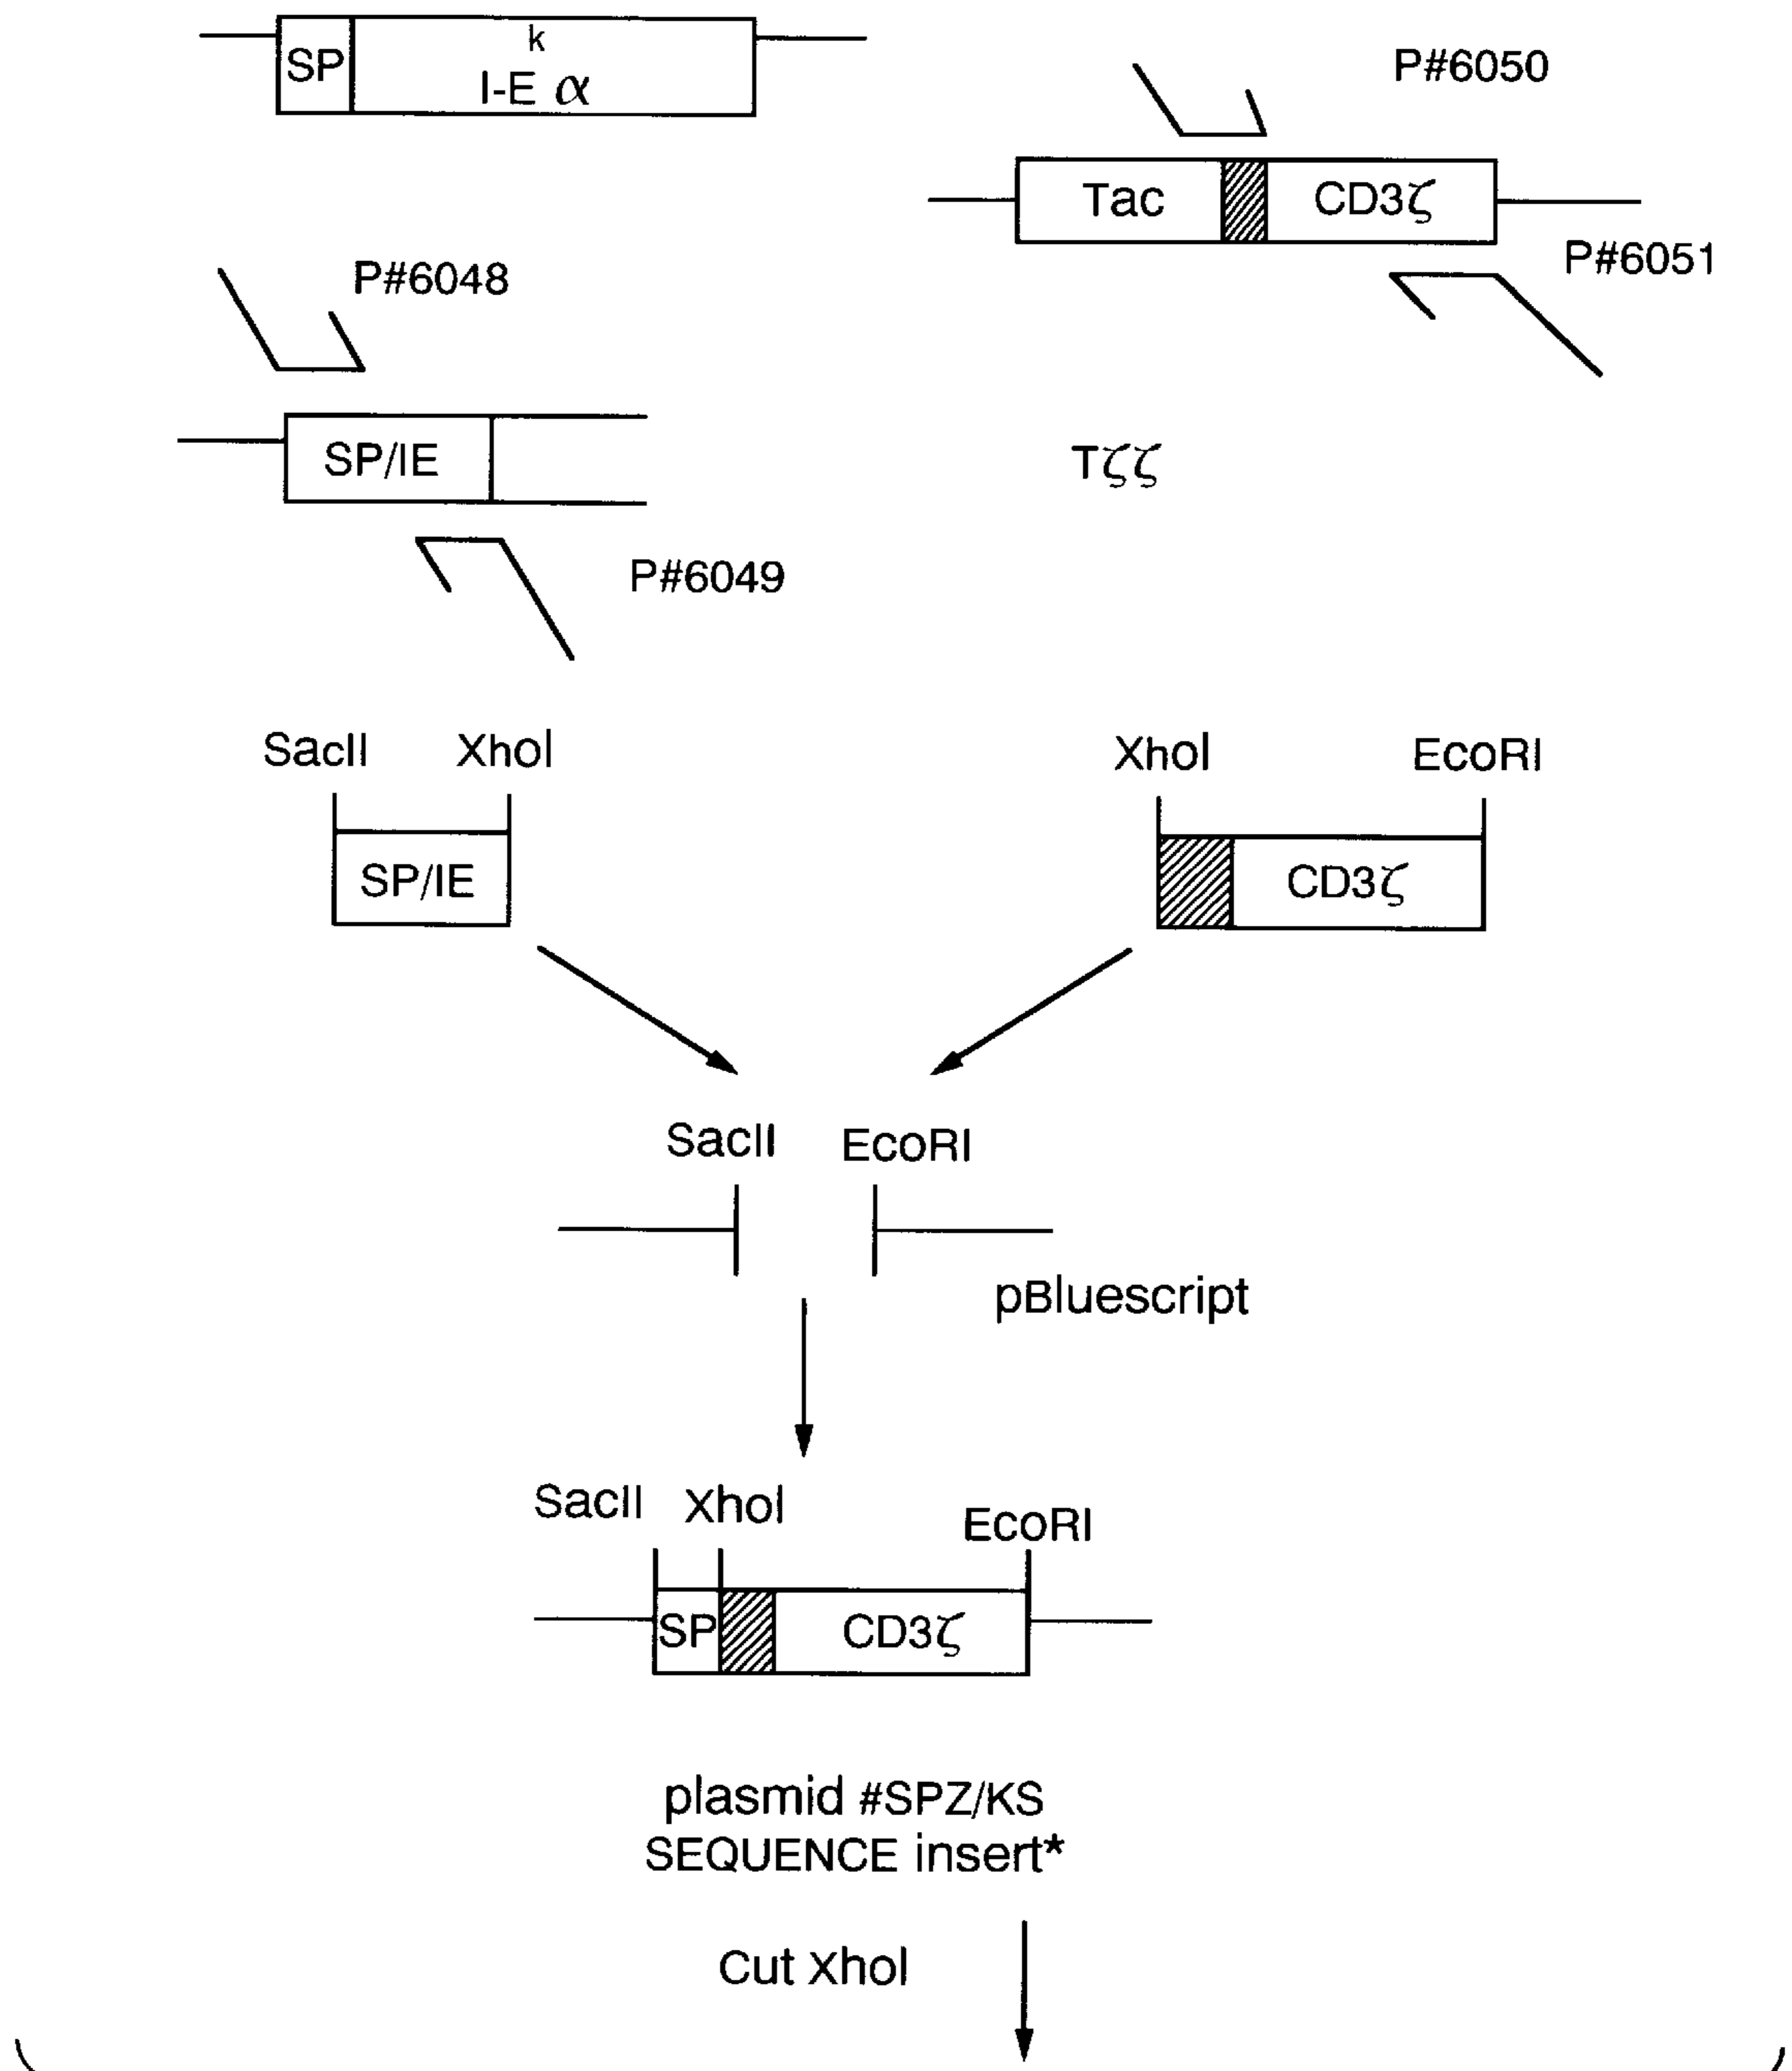 SP
k
I-E α
P#6050
Tac
CD3ζ
P#6051
P#6048
SP/IE
Tζζ
P#6049
SacII XhoI
XhoI EcoRI
SP/IE
CD3ζ
SacII EcoRI
pBluescript
SacII XhoI EcoRI
SP
CD3ζ
plasmid #SPZ/KS
SEQUENCE insert*
Cut XhoI